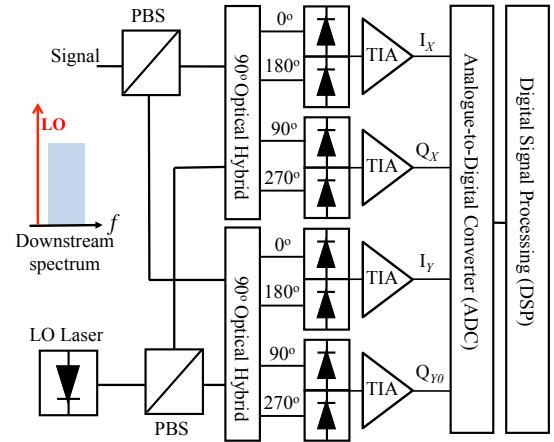 PBS
Signal
LO
f
Downstream
spectrum
LO Laser
PBS
90° Optical Hybrid
90° Optical Hybrid
0°
180°
90°
270°
0°
180°
90°
270°
TIA
TIA
TIA
TIA
I_X
Q_X
I_Y
Q_Y0
Analogue-to-Digital
Converter (ADC)
Digital Signal Processing (DSP)